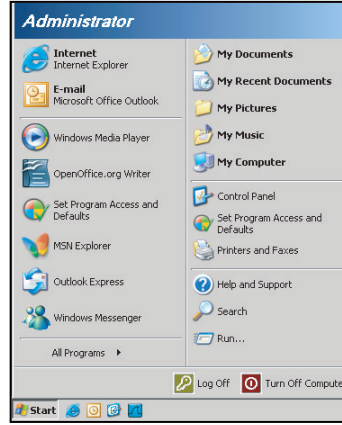 Administrator
Internet
Internet Explorer
E-mail
Microsoft Office Outlook
Windows Media Player
OpenOffice.org Writer
Set Program Access and
Defaults
MSN Explorer
Outlook Express
Windows Messenger
All Programs
My Documents
My Recent Documents
My Pictures
My Music
My Computer
Control Panel
Set Program Access and
Defaults
Printers and Faxes
Help and Support
Search
Run...
Log Off Turn Off Compute
Start